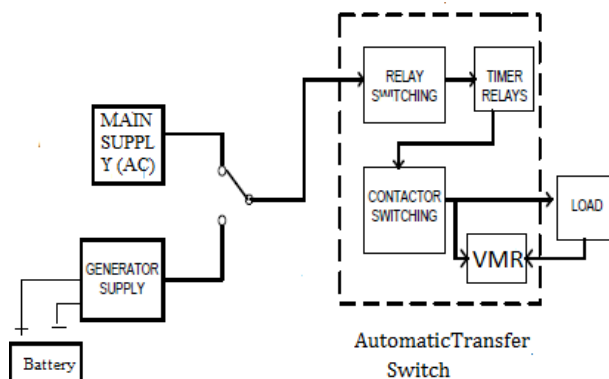 MAIN
SUPPL
Y (AC)
GENERATOR
SUPPLY
+
−
Battery
RELAY
SWITCHING
TIMER
RELAYS
CONTACTOR
SWITCHING
VMR
LOAD
AutomaticTransfer
Switch